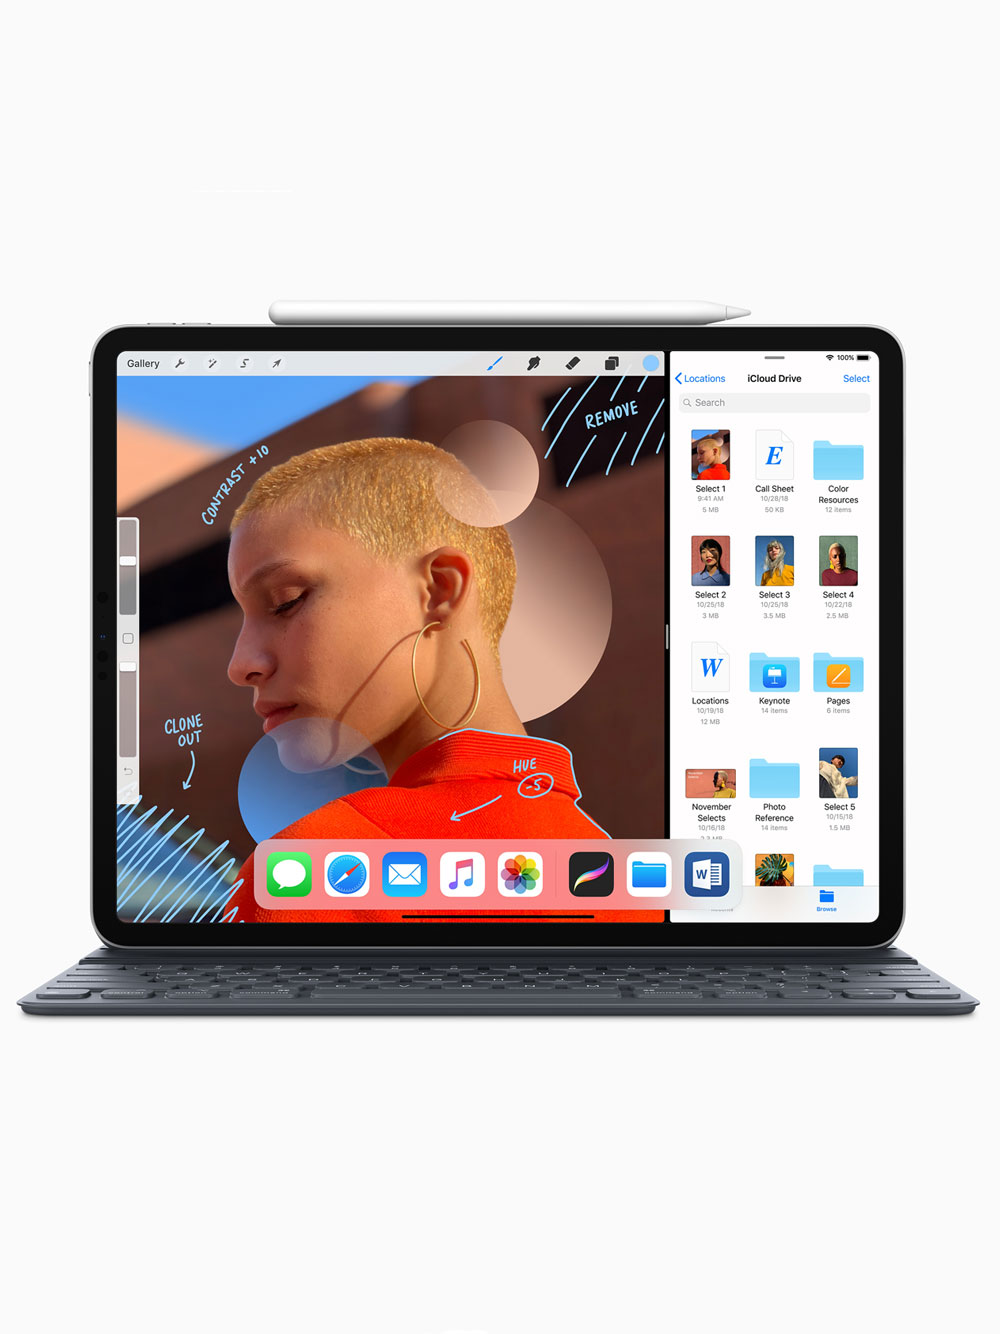 Gallery
100%
Locations
iCloud Drive
Select
Search
CONTRAST +10
REMOVE
CLONE
OUT
HUE
-5
E
Select 1
9:41 AM
5 MB
Call Sheet
10/28/18
50 KB
Color
Resources
12 items
Select 2
10/25/18
3 MB
Select 3
10/25/18
3.5 MB
Select 4
10/22/18
2.5 MB
W
Locations
10/19/18
12 MB
Keynote
14 items
Pages
6 items
November
Selects
10/16/18
Photo
Reference
14 items
Select 5
10/15/18
1.5 MB
W
Browse